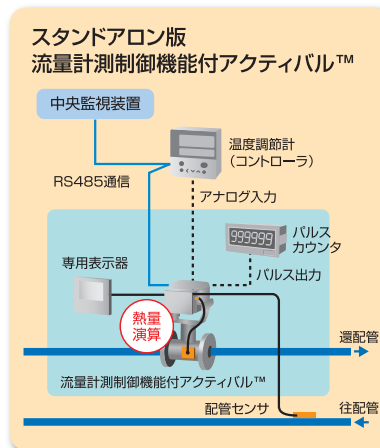 スタンドアロン版
流量計測制御機能付アクティバル™
中央監視装置
温度調節計
(コントローラ)
RS485通信
アナログ入力
999999
パルス
カウンタ
専用表示器
パルス出力
熱量
演算
還配管
流量計測制御機能付アクティバル™
配管センサ
往配管